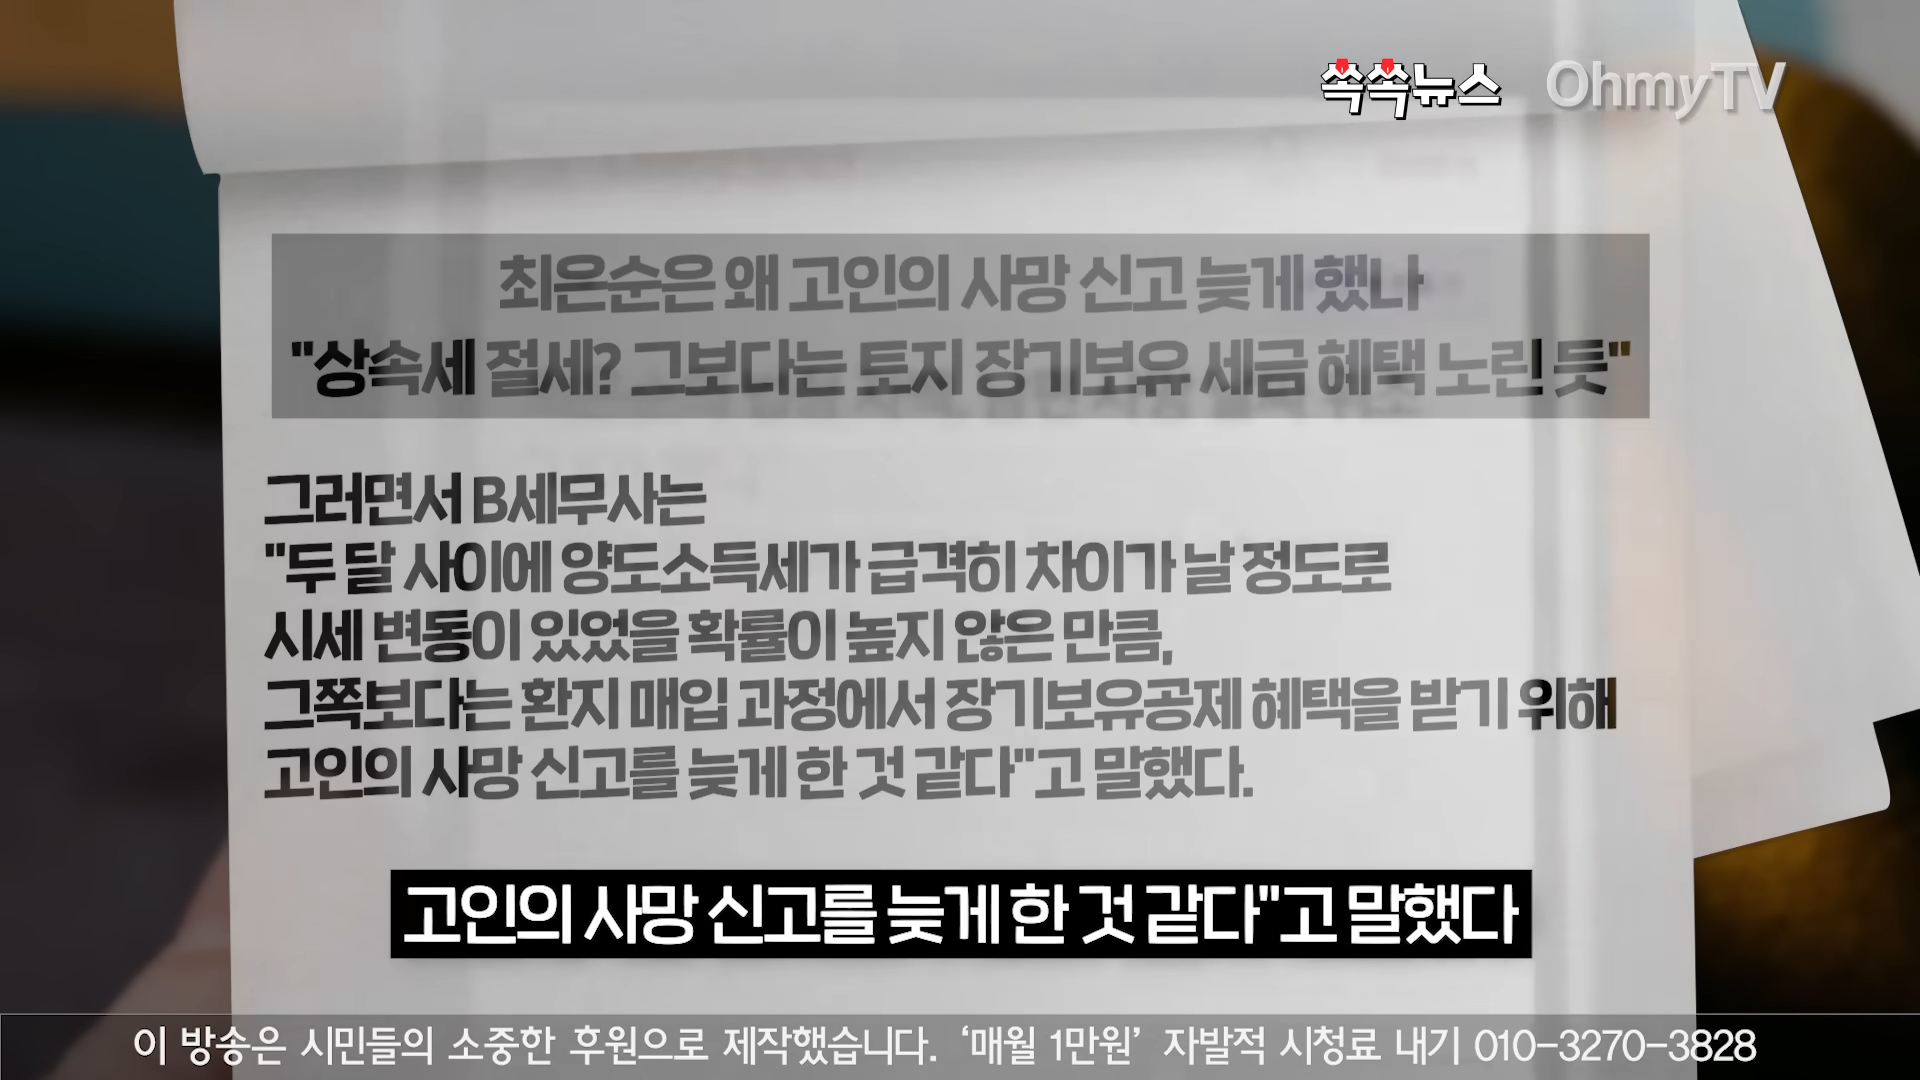 쏙쏙뉴스 OhmyTV
최은순은 왜 고인의 사망 신고 늦게 했나
"상속세 절세? 그보다는 토지 장기보유 세금 혜택 노린 듯"
그러면서 B세무사는
"두 달 사이에 양도소득세가 급격히 차이가 날 정도로
시세 변동이 있었을 확률이 높지 않은 만큼,
그쪽보다는 환지 매입 과정에서 장기보유공제 혜택을 받기 위해
고인의 사망 신고를 늦게 한 것 같다"고 말했다.
고인의 사망 신고를 늦게 한 것 같다"고 말했다
이 방송은 시민들의 소중한 후원으로 제작했습니다. ‘매월 1만원’ 자발적 시청료 내기 010-3270-3828